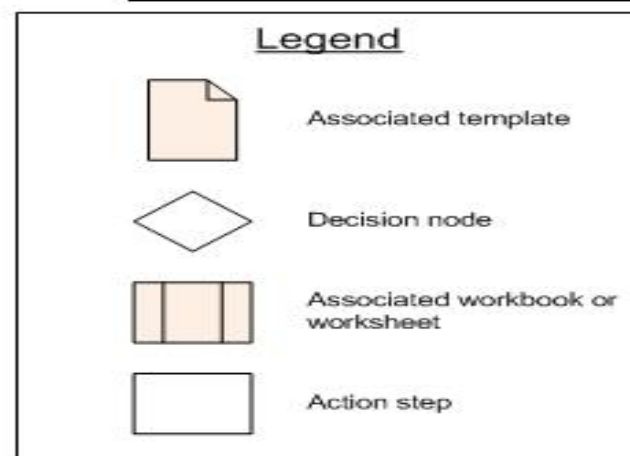 Legend
Associated template
Decision node
Associated workbook or
worksheet
Action step